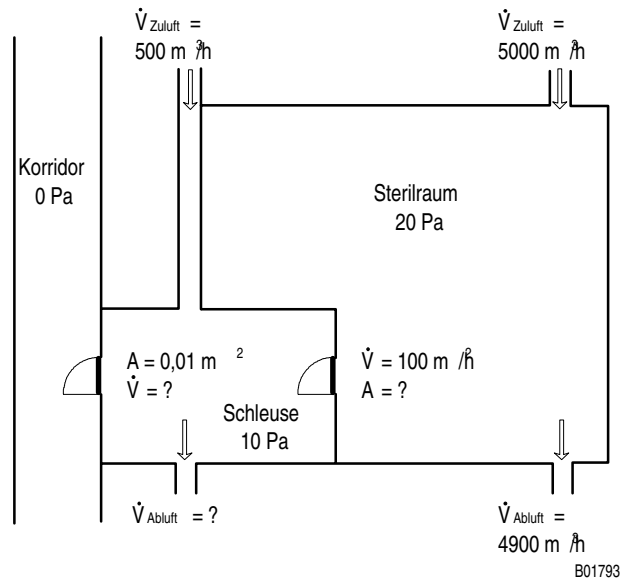 V̇ Zuluft =
500 m³/h
V̇ Zuluft =
5000 m³/h
Korridor
0 Pa
Sterilraum
20 Pa
A = 0,01 m²
V̇ = ?
V̇ = 100 m²/h
A = ?
Schleuse
10 Pa
V̇ Abluft = ?
V̇ Abluft =
4900 m³/h
B01793